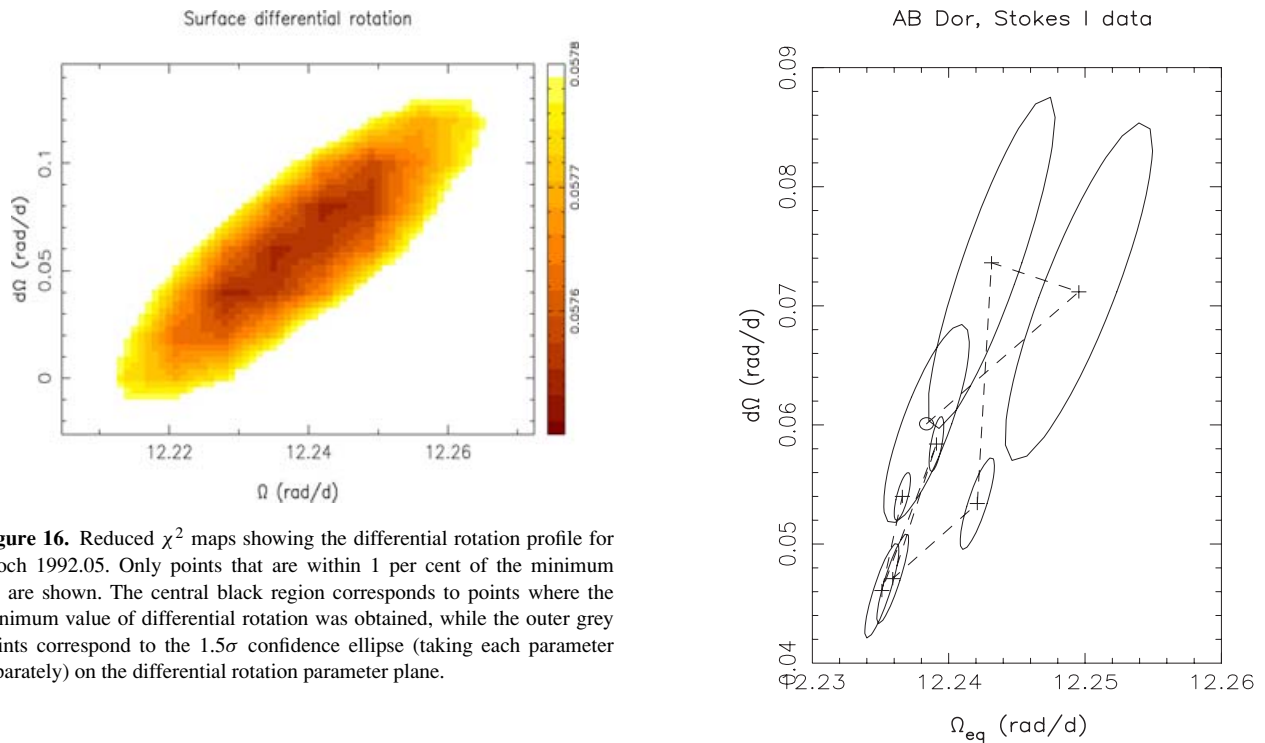 Surface differential rotation
0.0578
0.0577
0.0576
0.1
0.05
0
dΩ (rad/d)
12.22 12.24 12.26
Ω (rad/d)
gure 16. Reduced χ² maps showing the differential rotation profile for
och 1992.05. Only points that are within 1 per cent of the minimum
are shown. The central black region corresponds to points where the
nimum value of differential rotation was obtained, while the outer grey
ints correspond to the 1.5σ confidence ellipse (taking each parameter
parately) on the differential rotation parameter plane.
AB Dor, Stokes I data
0.09
0.08
0.07
0.06
0.05
0.04
dΩ (rad/d)
12.23 12.24 12.25 12.26
Ωeq (rad/d)